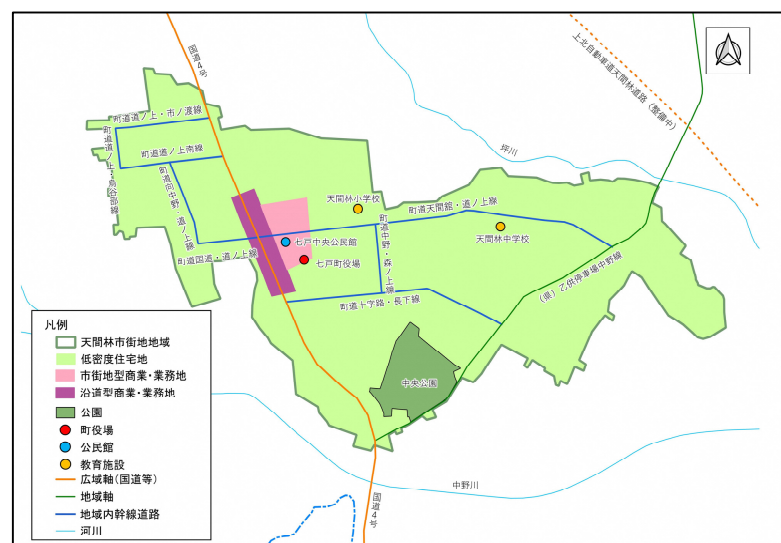 国道4号
上北自動車道天間林道路(整備中)
町道道ノ上・市ノ渡線
町道道ノ上南線
町道向中野・道ノ上線
坪川
天間林小学校
町道天間舘・道ノ上線
天間林中学校
七戸中央公民館
町道国道・道ノ上線
七戸町役場
町道中野・森ノ上線
(県)乙供停車場中野線
町道十字路・長下線
中央公園
中野川
国道4号
凡例
天間林市街地地域
低密度住宅地
市街地型商業・業務地
沿道型商業・業務地
公園
町役場
公民館
教育施設
広域軸(国道等)
地域軸
地域内幹線道路
河川